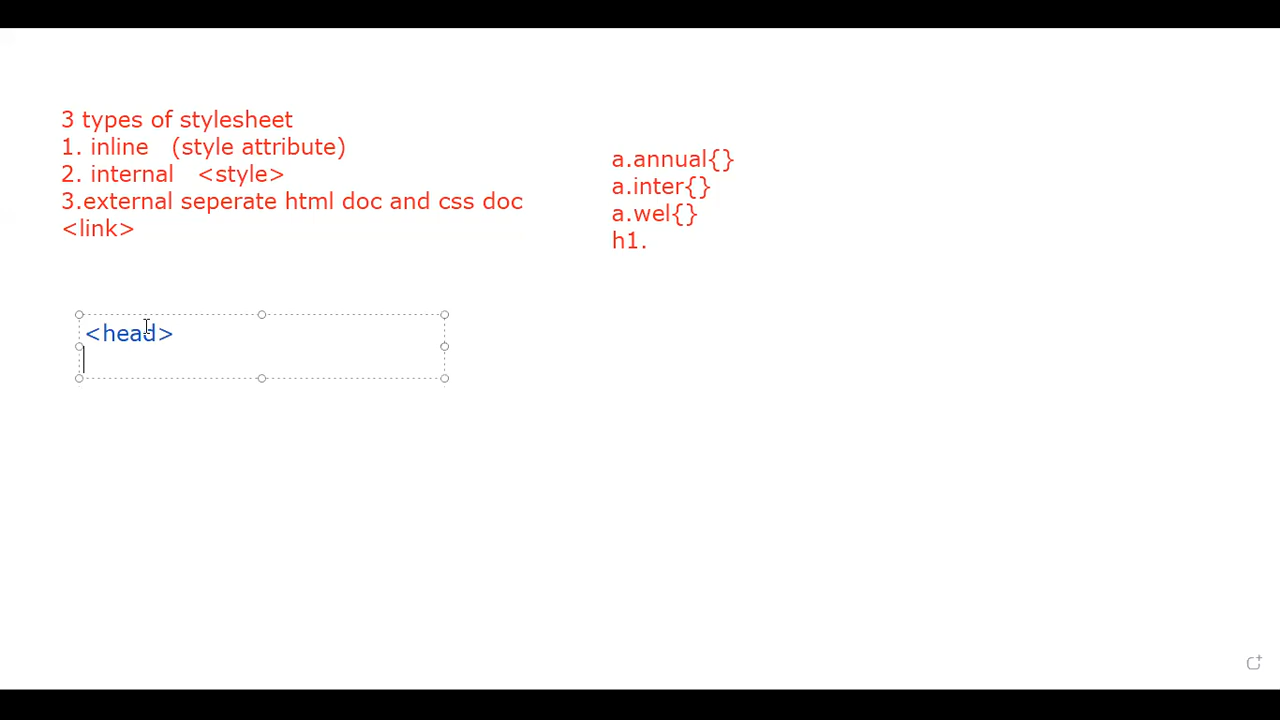 3 types of stylesheet
1. inline   (style attribute)
2. internal   <style>
3.external seperate html doc and css doc
<link>
a.annual{}
a.inter{}
a.wel{}
h1.
<head>